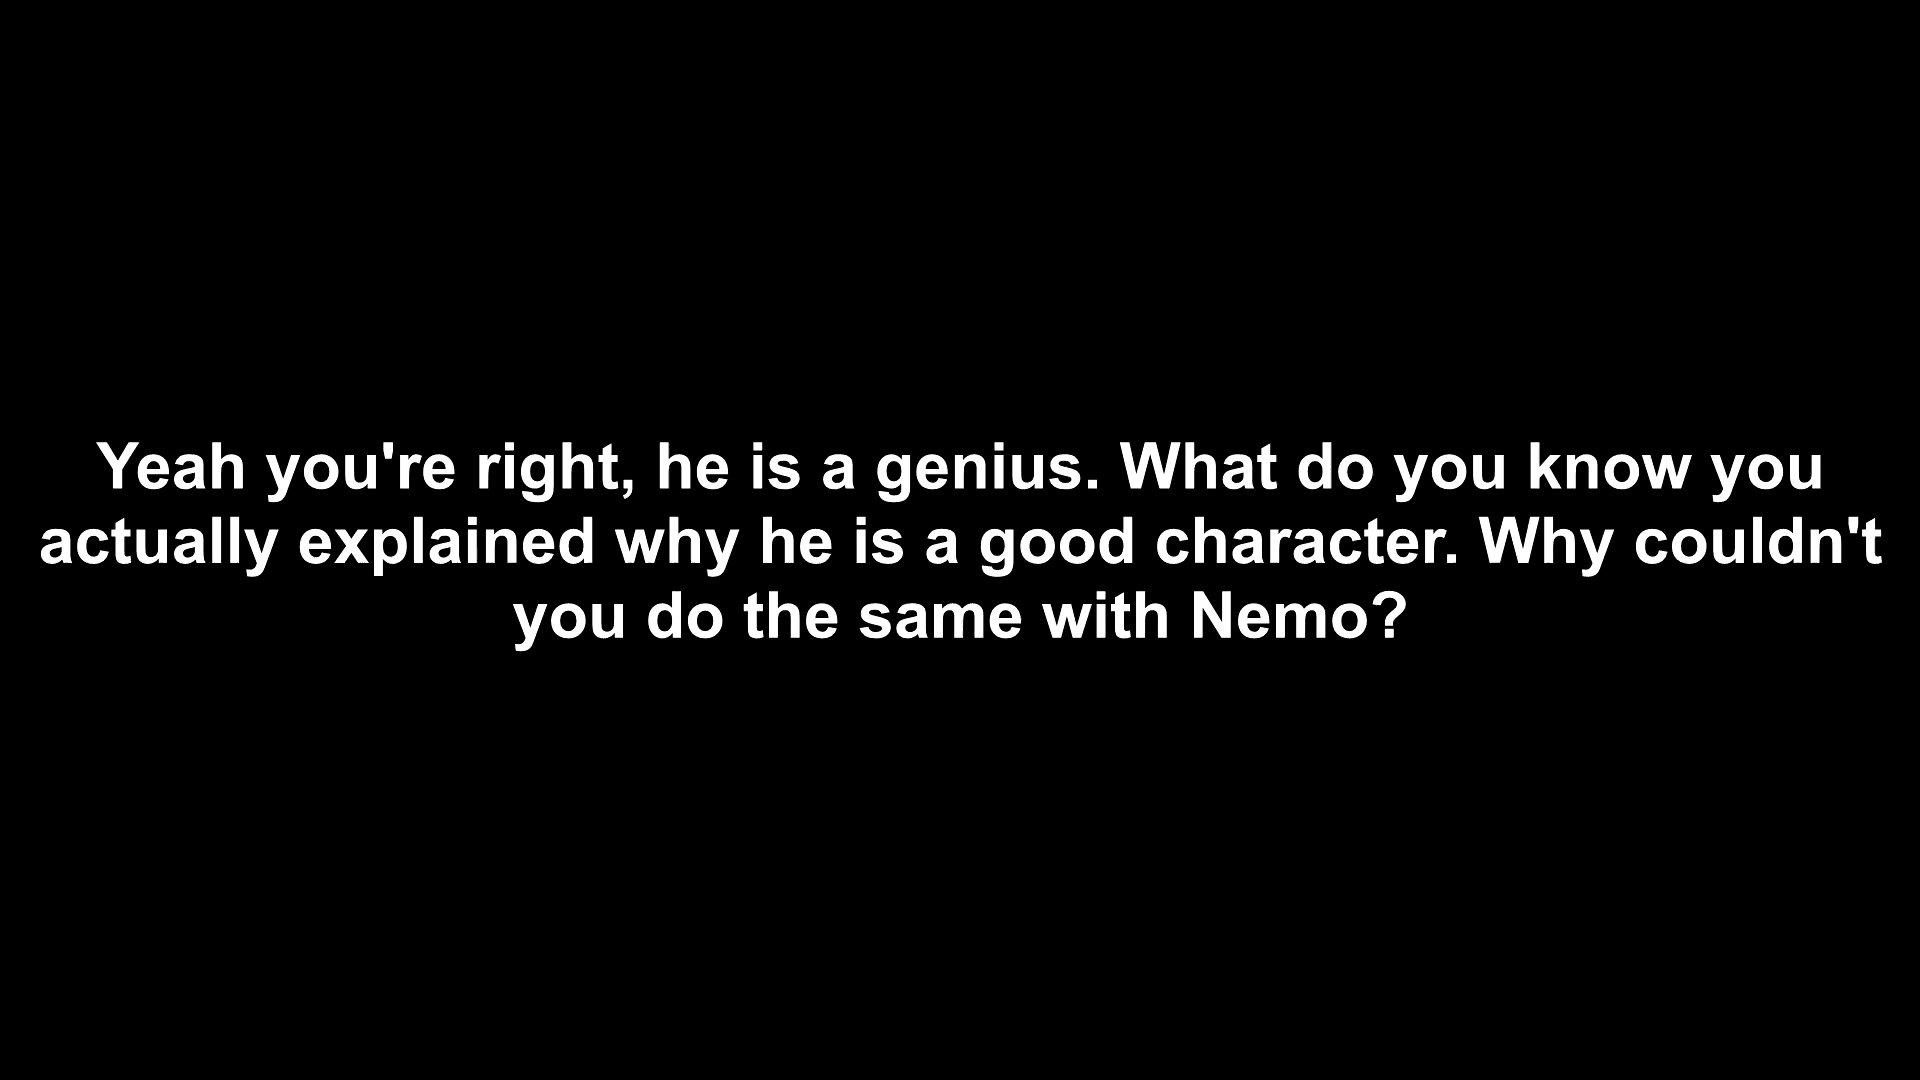 Yeah you're right, he is a genius. What do you know you
actually explained why he is a good character. Why couldn't
you do the same with Nemo?